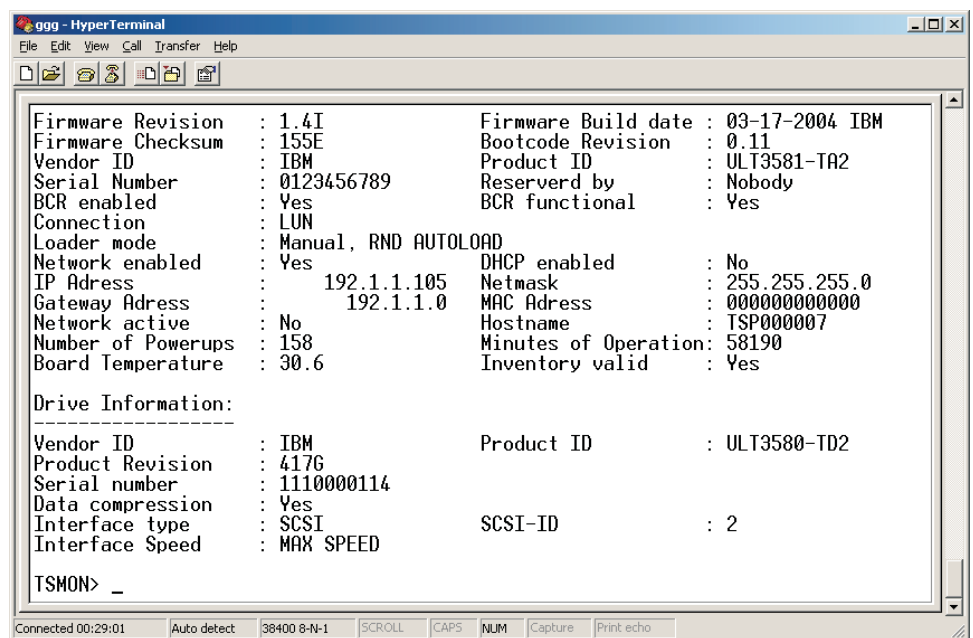 ggg - HyperTerminal
File Edit View Call Transfer Help
Firmware Revision : 1.4I Firmware Build date : 03-17-2004 IBM
Firmware Checksum : 155E Bootcode Revision : 0.11
Vendor ID : IBM Product ID : ULT3581-TA2
Serial Number : 0123456789 Reserverd by : Nobody
BCR enabled : Yes BCR functional : Yes
Connection : LUN
Loader mode : Manual, RND AUTOLOAD
Network enabled : Yes DHCP enabled : No
IP Adress : 192.1.1.105 Netmask : 255.255.255.0
Gateway Adress : 192.1.1.0 MAC Adress : 000000000000
Network active : No Hostname : TSP000007
Number of Powerups : 158 Minutes of Operation: 58190
Board Temperature : 30.6 Inventory valid : Yes
Drive Information:
-------------------
Vendor ID : IBM Product ID : ULT3580-TD2
Product Revision : 417G
Serial number : 1110000114
Data compression : Yes
Interface type : SCSI SCSI-ID : 2
Interface Speed : MAX SPEED
TSMON> _
Connected 00:29:01 Auto detect 38400 8-N-1 SCROLL CAPS NUM Capture Print echo